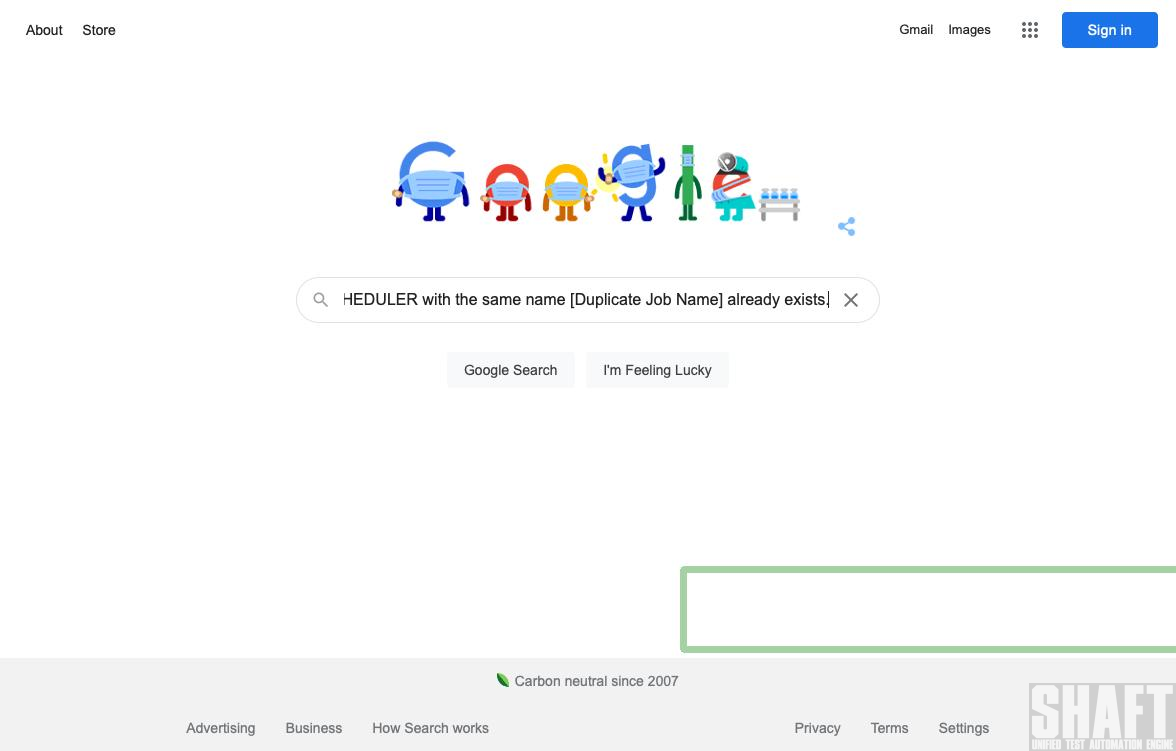 About Store
Gmail Images
Sign in
Google
HEDULER with the same name [Duplicate Job Name] already exists.
Google Search
I'm Feeling Lucky
Carbon neutral since 2007
Advertising Business How Search works
Privacy Terms Settings
SHAFT
UNIFIED TEST AUTOMATION ENGINE